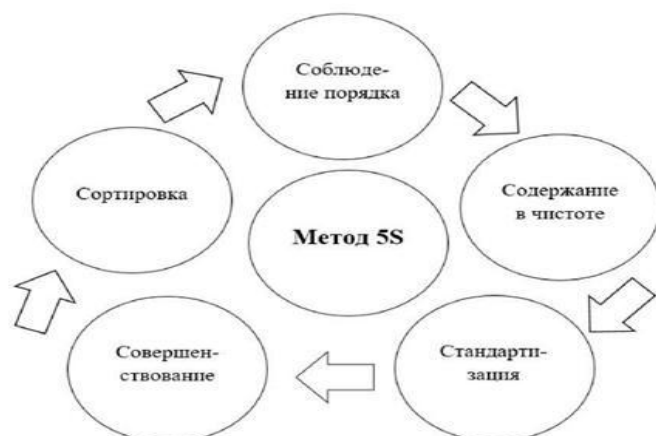 Соблюде-
ние порядка
Сортировка
Содержание
в чистоте
Метод 5S
Совершен-
ствование
Стандарти-
зация